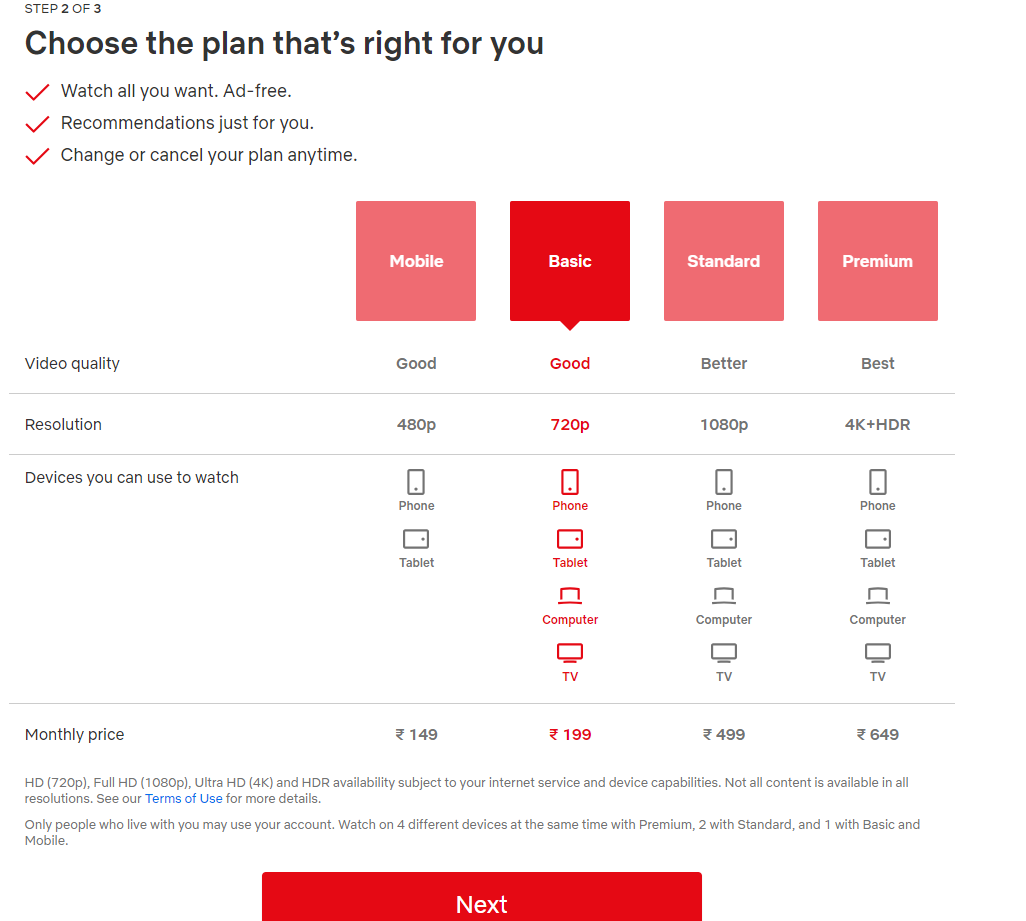 STEP 2 OF 3
Choose the plan that's right for you
Watch all you want. Ad-free.
Recommendations just for you.
Change or cancel your plan anytime.
Mobile Basic Standard Premium
Video quality Good Good Better Best
Resolution 480p 720p 1080p 4K+HDR
Devices you can use to watch
Phone Phone Phone Phone
Tablet Tablet Tablet Tablet
Computer Computer Computer
TV TV TV
Monthly price ₹ 149 ₹ 199 ₹ 499 ₹ 649
HD (720p), Full HD (1080p), Ultra HD (4K) and HDR availability subject to your internet service and device capabilities. Not all content is available in all
resolutions. See our Terms of Use for more details.
Only people who live with you may use your account. Watch on 4 different devices at the same time with Premium, 2 with Standard, and 1 with Basic and
Mobile.
Next